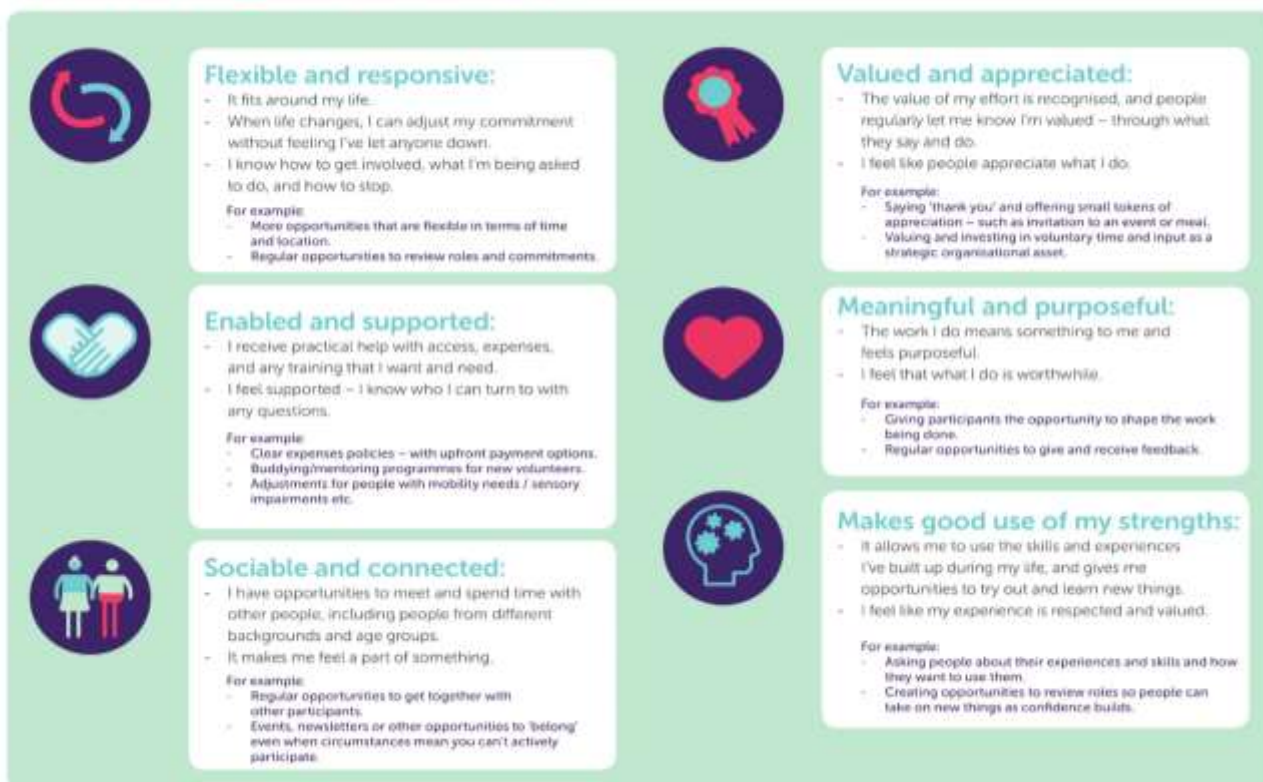 Flexible and responsive:
- It fits around my life.
- When life changes, I can adjust my commitment
without feeling I've let anyone down.
- I know how to get involved, what I'm being asked
to do, and how to stop.
For example:
- More opportunities that are flexible in terms of time
and location.
- Regular opportunities to review roles and commitments.
Enabled and supported:
- I receive practical help with access, expenses,
and any training that I want and need.
- I feel supported – I know who I can turn to with
any questions.
For example:
- Clear expenses policies – with upfront payment options.
- Buddying/mentoring programmes for new volunteers.
- Adjustments for people with mobility needs / sensory
impairments etc.
Sociable and connected:
- I have opportunities to meet and spend time with
other people, including people from different
backgrounds and age groups.
- It makes me feel a part of something.
For example:
- Regular opportunities to get together with
other participants.
- Events, newsletters or other opportunities to 'belong'
even when circumstances mean you can't actively
participate.
Valued and appreciated:
- The value of my effort is recognised, and people
regularly let me know I'm valued – through what
they say and do.
- I feel like people appreciate what I do.
For example:
- Saying 'thank you' and offering small tokens of
appreciation – such as invitation to an event or meal.
- Valuing and investing in voluntary time and input as a
strategic organisational asset.
Meaningful and purposeful:
- The work I do means something to me and
feels purposeful.
- I feel that what I do is worthwhile.
For example:
- Giving participants the opportunity to shape the work
being done.
- Regular opportunities to give and receive feedback.
Makes good use of my strengths:
- It allows me to use the skills and experiences
I've built up during my life, and gives me
opportunities to try out and learn new things.
- I feel like my experience is respected and valued.
For example:
- Asking people about their experiences and skills and how
they want to use them.
- Creating opportunities to review roles so people can
take on new things as confidence builds.